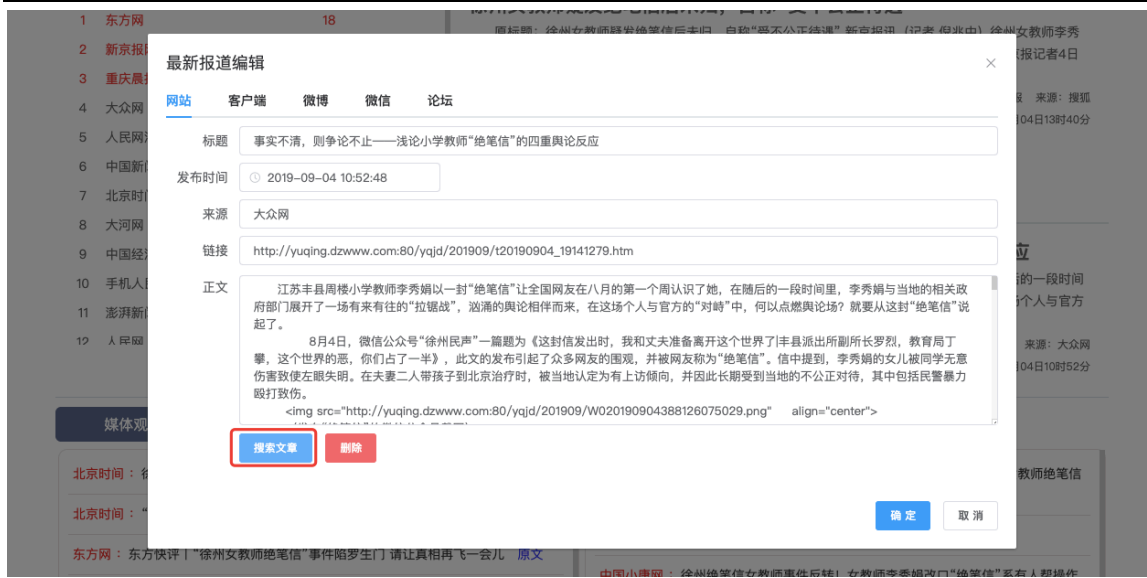 1 东方网 18
2 新京报
3 重庆晨
4 大众网
5 人民网
6 中国新
7 北京时
8 大河网
9 中国经
10 手机人
11 澎湃新
12 人民网
原标题：徐州女教师疑发绝笔信后未归，自称“受不公正待遇” 新京报讯（记者 倪兆中）徐州女教师李秀
报记者4日
来源：搜狐
04日13时40分
应
后的一段时间
个人与官方
来源：大众网
04日10时52分
最新报道编辑
网站 客户端 微博 微信 论坛
标题 事实不清，则争论不止——浅论小学教师“绝笔信”的四重舆论反应
发布时间 2019-09-04 10:52:48
来源 大众网
链接 http://yuqing.dzwww.com:80/yqjd/201909/t20190904_19141279.htm
正文 江苏丰县周楼小学教师李秀娟以一封“绝笔信”让全国网友在八月的第一个周认识了她，在随后的一段时间里，李秀娟与当地的相关政
府部门展开了一场有来有往的“拉锯战”，汹涌的舆论相伴而来，在这场个人与官方的“对峙”中，何以点燃舆论场？就要从这封“绝笔信”说
起了。
8月4日，微信公众号“徐州民声”一篇题为《这封信发出时，我和丈夫准备离开这个世界了|丰县派出所副所长罗烈，教育局丁
攀，这个世界的恶，你们占了一半》，此文的发布引起了众多网友的围观，并被网友称为“绝笔信”。信中提到，李秀娟的女儿被同学无意
伤害致使左眼失明。在夫妻二人带孩子到北京治疗时，被当地认定为有上访倾向，并因此长期受到当地的不公正对待，其中包括民警暴力
殴打致伤。
<img src="http://yuqing.dzwww.com:80/yqjd/201909/W020190904388126075029.png" align="center">
搜索文章 删除
确 定 取 消
媒体观
北京时间：
北京时间：“
东方网：东方快评丨“徐州女教师绝笔信”事件陷罗生门 请让真相再飞一会儿 原文
教师绝笔信
中国小康网：徐州绝笔信女教师事件反转！女教师李秀娟改口“绝笔信”系有人帮操作